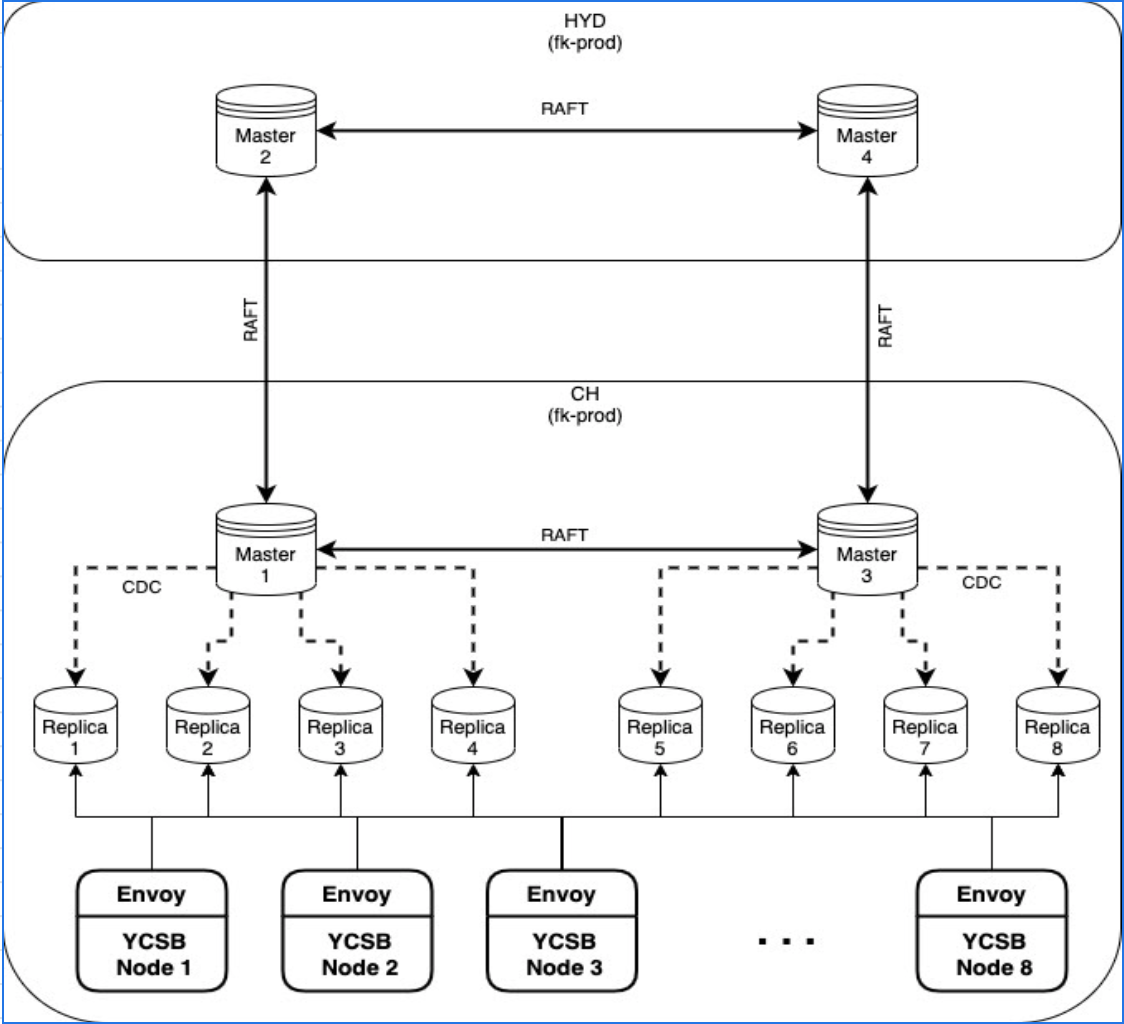 HYD
(fk-prod)
RAFT
Master
2
Master
4
RAFT
RAFT
CH
(fk-prod)
Master
1
RAFT
Master
3
CDC
CDC
Replica
1
Replica
2
Replica
3
Replica
4
Replica
5
Replica
6
Replica
7
Replica
8
Envoy
YCSB
Node 1
Envoy
YCSB
Node 2
Envoy
YCSB
Node 3
. . .
Envoy
YCSB
Node 8